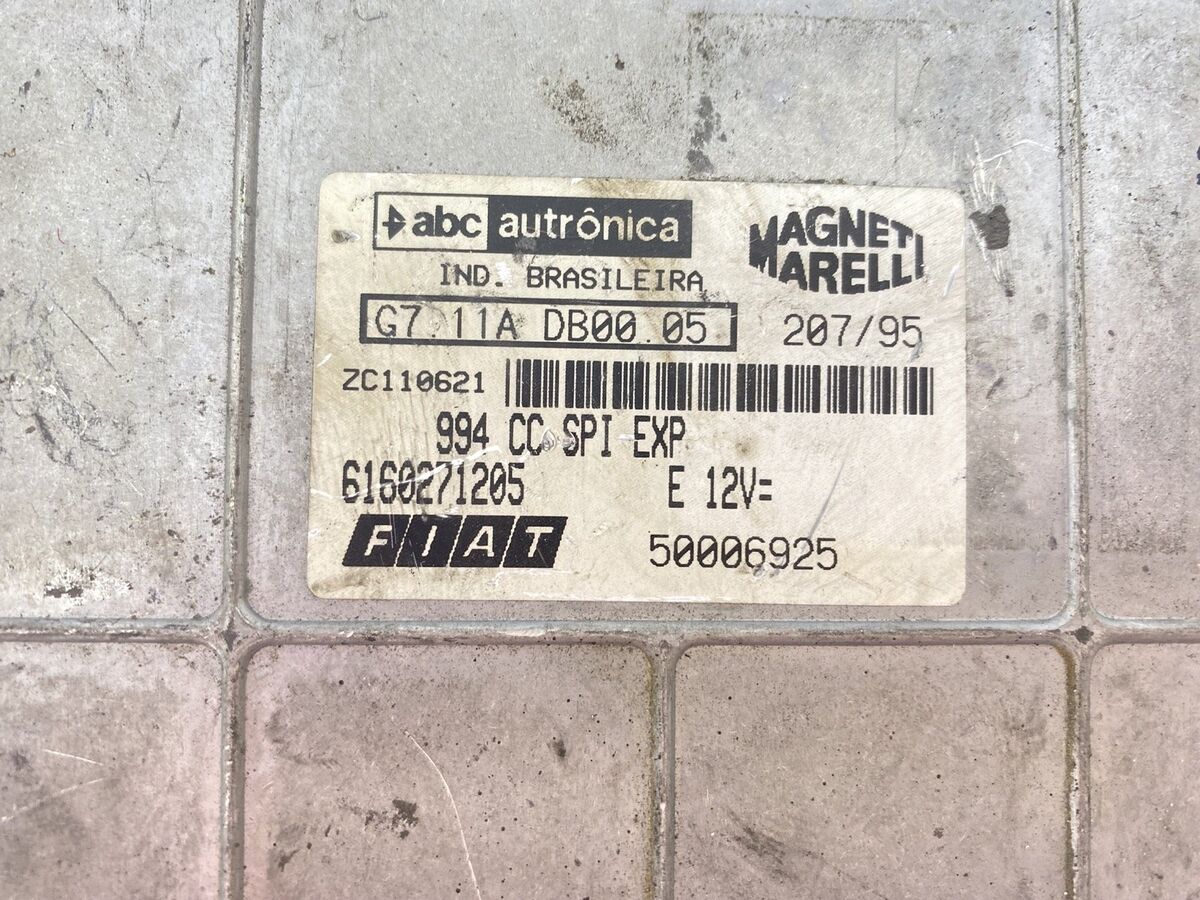 abc autrônica
MAGNETI MARELLI
IND. BRASILEIRA
G7.11A DB00.05
207/95
ZC110621
994 CC SPI EXP
6160271205 E 12V=
FIAT 50006925